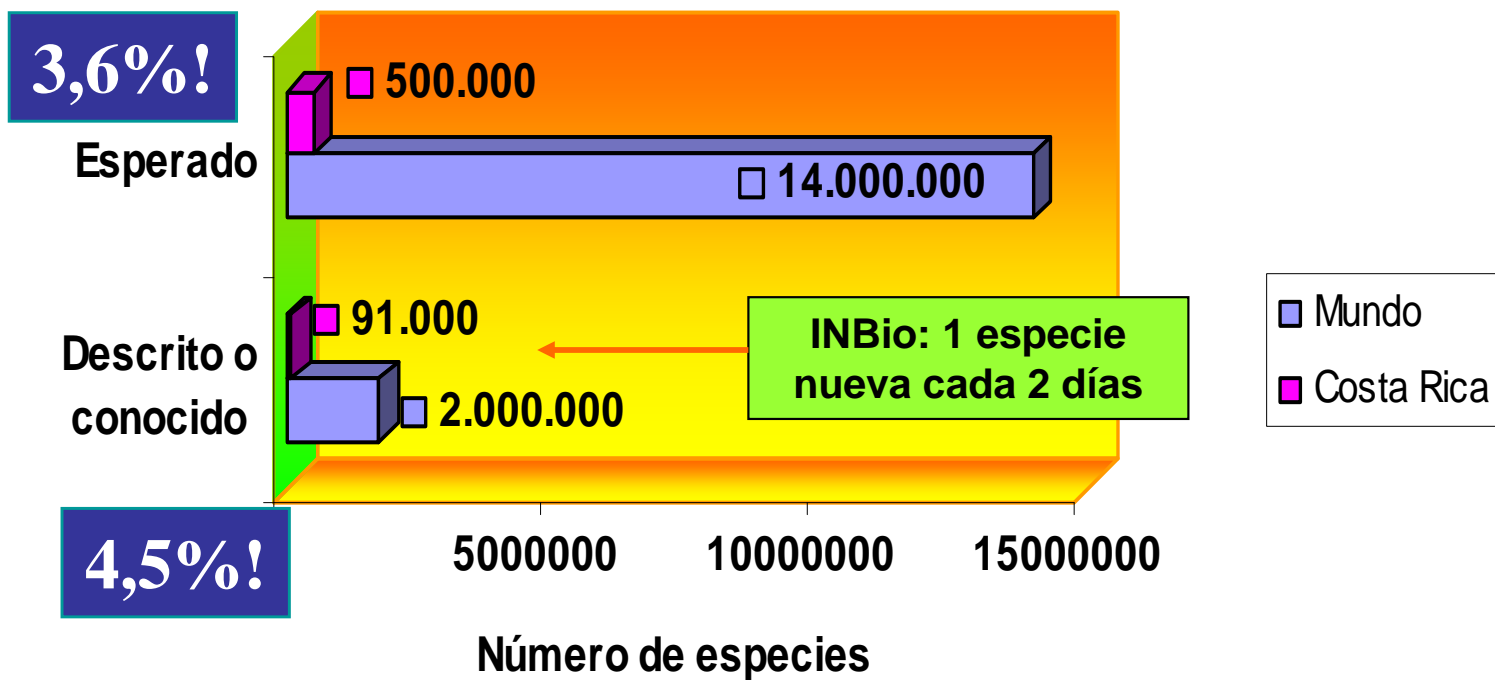 3,6%!
500.000
Esperado
14.000.000
91.000
Descrito o
conocido
2.000.000
INBio: 1 especie
nueva cada 2 días
Mundo
Costa Rica
4,5%!
5000000 10000000 15000000
Número de especies